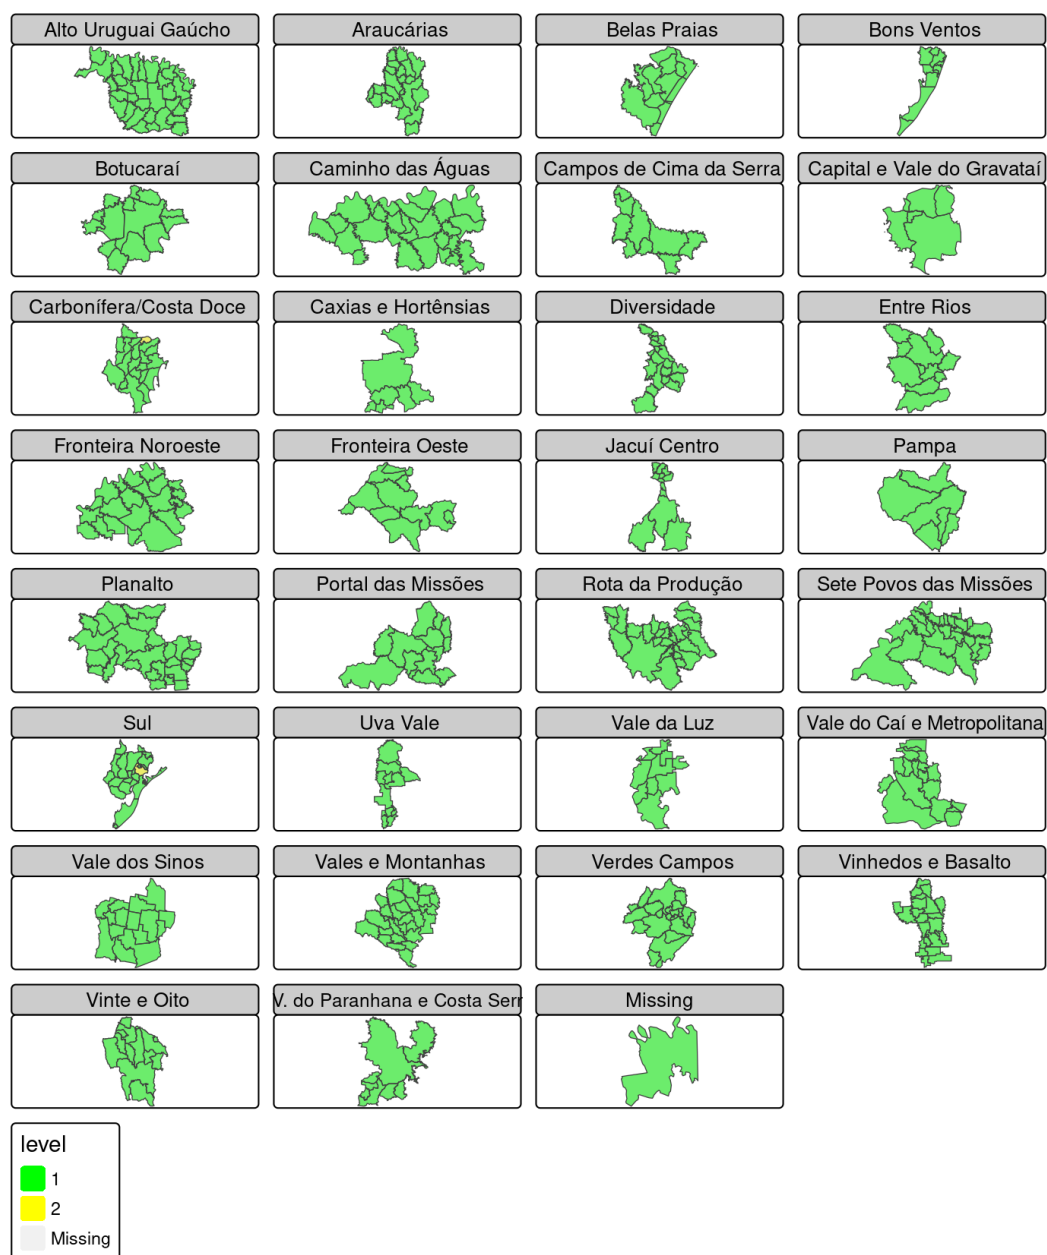 Alto Uruguai Gaúcho
Araucárias
Belas Praias
Bons Ventos
Botucaraí
Caminho das Águas
Campos de Cima da Serra
Capital e Vale do Gravataí
Carbonífera/Costa Doce
Caxias e Hortênsias
Diversidade
Entre Rios
Fronteira Noroeste
Fronteira Oeste
Jacuí Centro
Pampa
Planalto
Portal das Missões
Rota da Produção
Sete Povos das Missões
Sul
Uva Vale
Vale da Luz
Vale do Caí e Metropolitana
Vale dos Sinos
Vales e Montanhas
Verdes Campos
Vinhedos e Basalto
Vinte e Oito
V. do Paranhana e Costa Serr
Missing
level
1
2
Missing